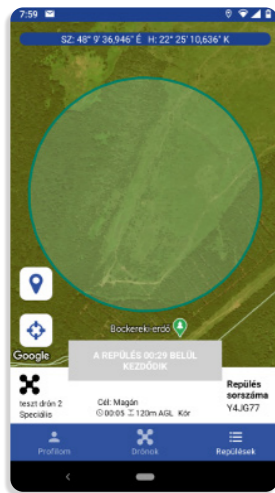 7:59
SZ: 48° 9' 36,946" É H: 22° 25' 10,636" K
Bockereki-erdő
Google
A REPÜLÉS 00:29 BELÜL
KEZDŐDIK
teszt drón 2
Speciális
Cél: Magán
00:05 120m AGL Kör
Repülés
sorszáma
Y4JG77
Profilom
Drónok
Repülések